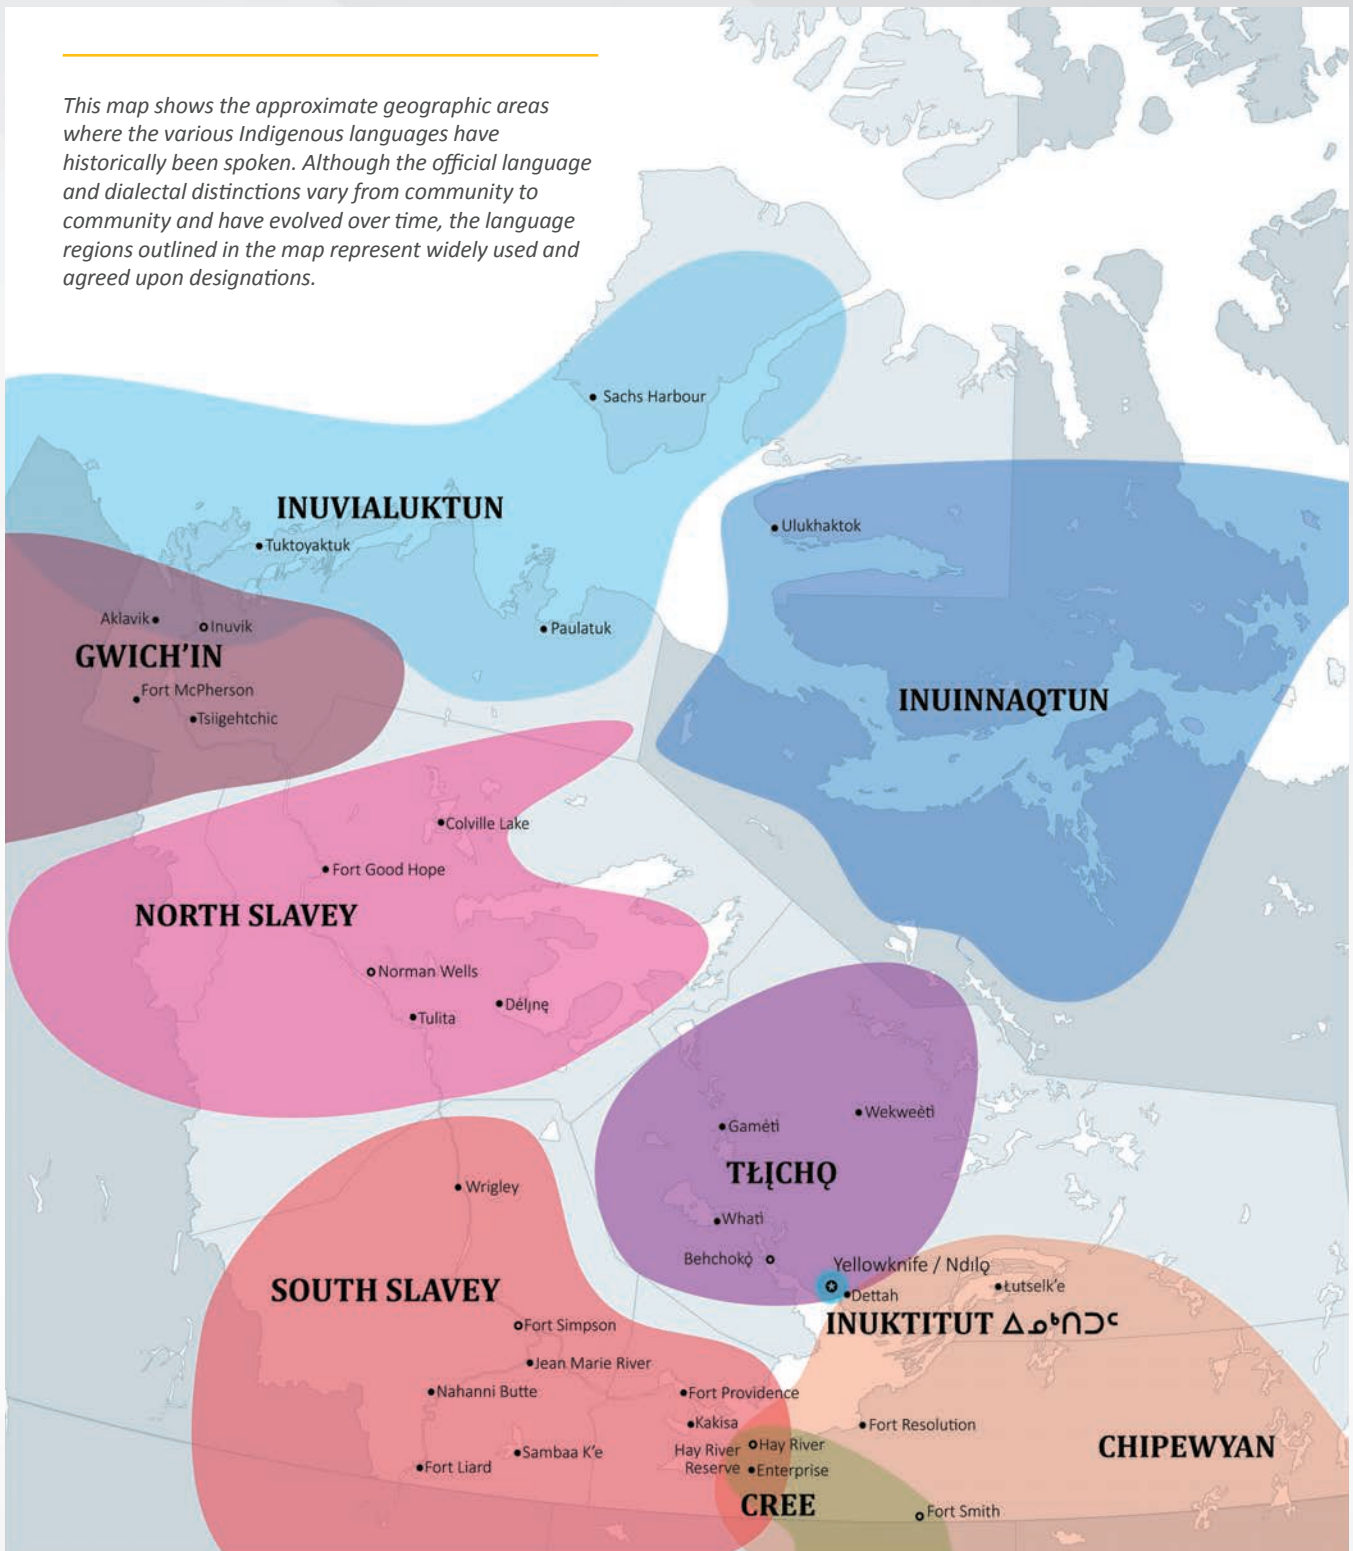 This map shows the approximate geographic areas
where the various Indigenous languages have
historically been spoken. Although the official language
and dialectal distinctions vary from community to
community and have evolved over time, the language
regions outlined in the map represent widely used and
agreed upon designations.
Sachs Harbour
INUVIALUKTUN
Ulukhaktok
Tuktoyaktuk
Aklavik
Inuvik
Paulatuk
GWICH’IN
Fort McPherson
INUINNAQTUN
Tsiigehtchic
Colville Lake
Fort Good Hope
NORTH SLAVEY
Norman Wells
Délı̨nę
Tulita
Wekweètì
Gamètì
TŁĮCHǪ
Wrigley
Whatì
Behchokǫ̀
Yellowknife / Ndılǫ
SOUTH SLAVEY
Łutselk’e
Dettah
INUKTITUT ᐃᓄᒃᑎᑐᑦ
Fort Simpson
Jean Marie River
Nahanni Butte
Fort Providence
Kakisa
Fort Resolution
Hay River
CHIPEWYAN
Hay River
Reserve
Sambaa K’e
Fort Liard
Enterprise
CREE
Fort Smith